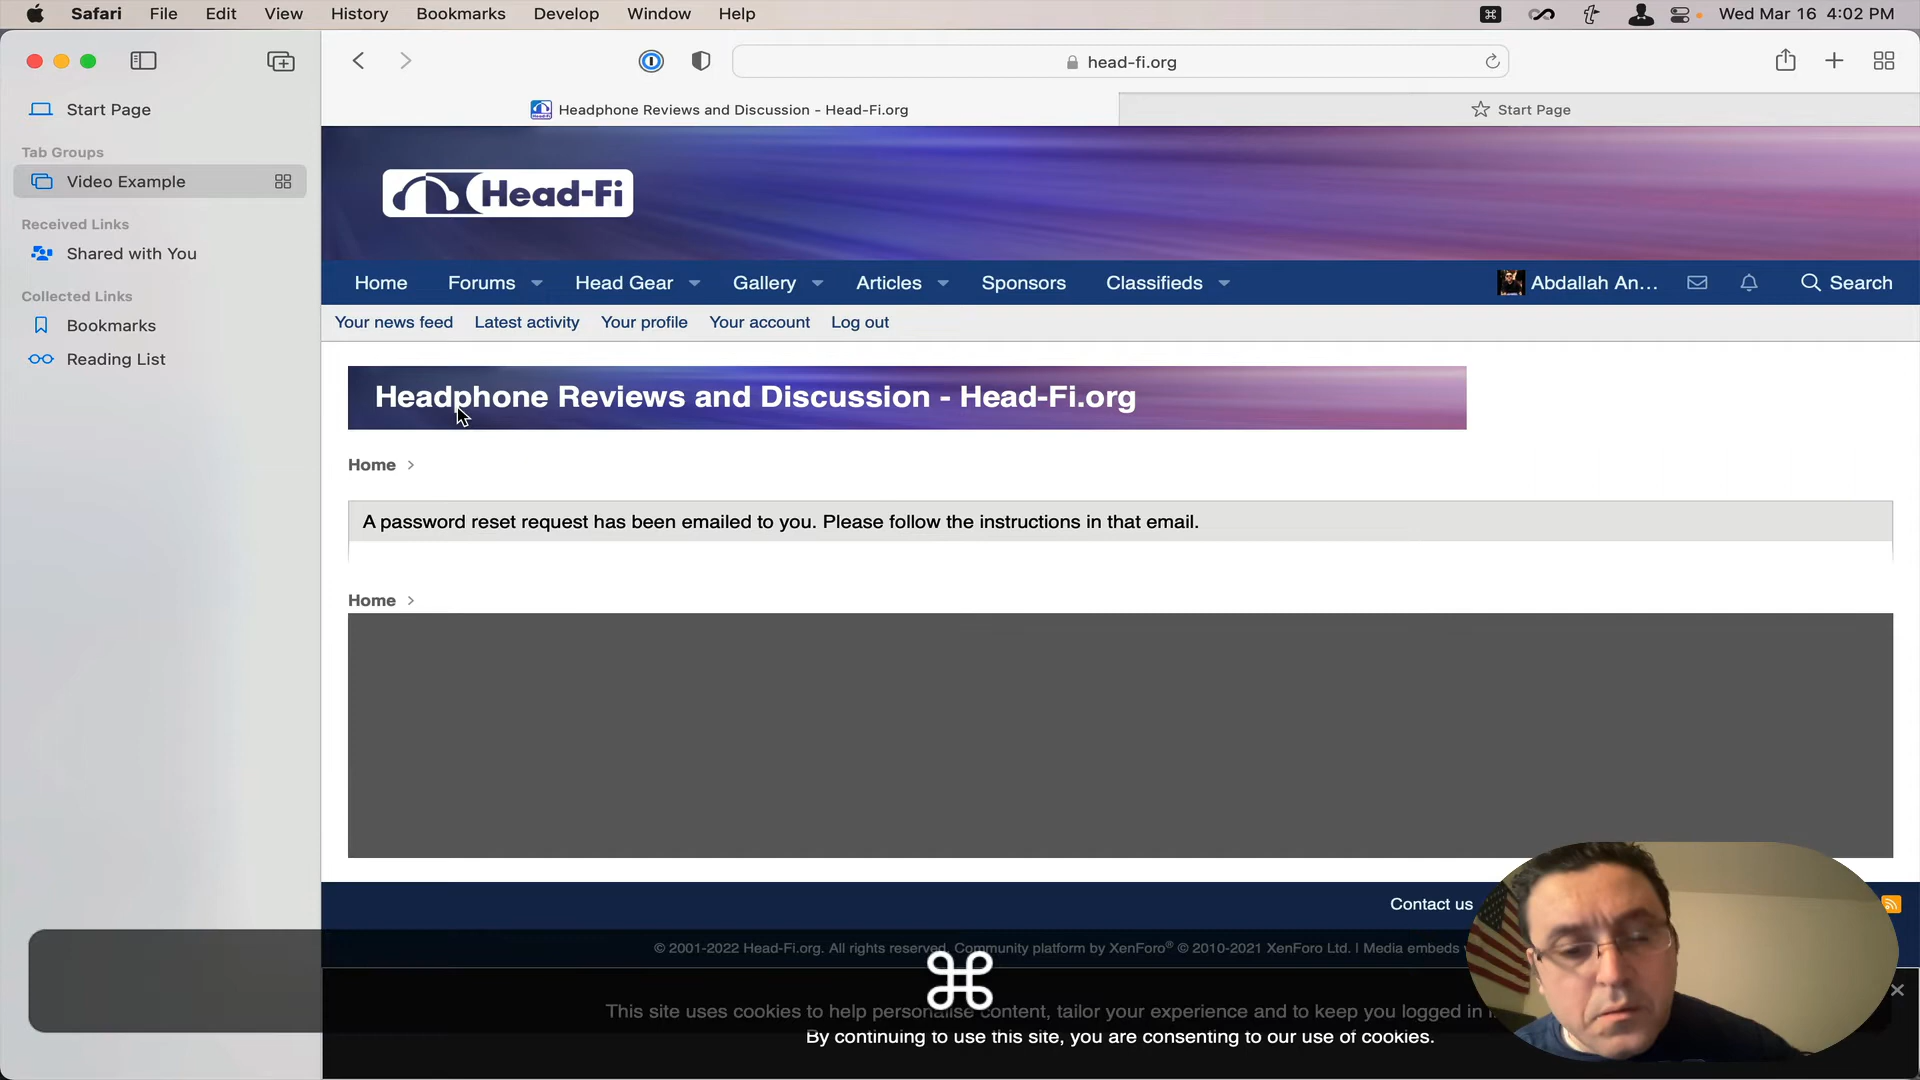 Safari File Edit View History Bookmarks Develop Window Help Wed Mar 16 4:02 PM
head-fi.org
Start Page
Headphone Reviews and Discussion - Head-Fi.org
Start Page
Tab Groups
Video Example
Received Links
Shared with You
Collected Links
Bookmarks
Reading List
Head-Fi
Home Forums Head Gear Gallery Articles Sponsors Classifieds Abdallah An... Search
Your news feed Latest activity Your profile Your account Log out
Headphone Reviews and Discussion - Head-Fi.org
Home
A password reset request has been emailed to you. Please follow the instructions in that email.
Home
Contact us
© 2001-2022 Head-Fi.org. All rights reserved. Community platform by XenForo® © 2010-2021 XenForo Ltd. | Media embeds
⌘
This site uses cookies to help personalise content, tailor your experience and to keep you logged in
By continuing to use this site, you are consenting to our use of cookies.